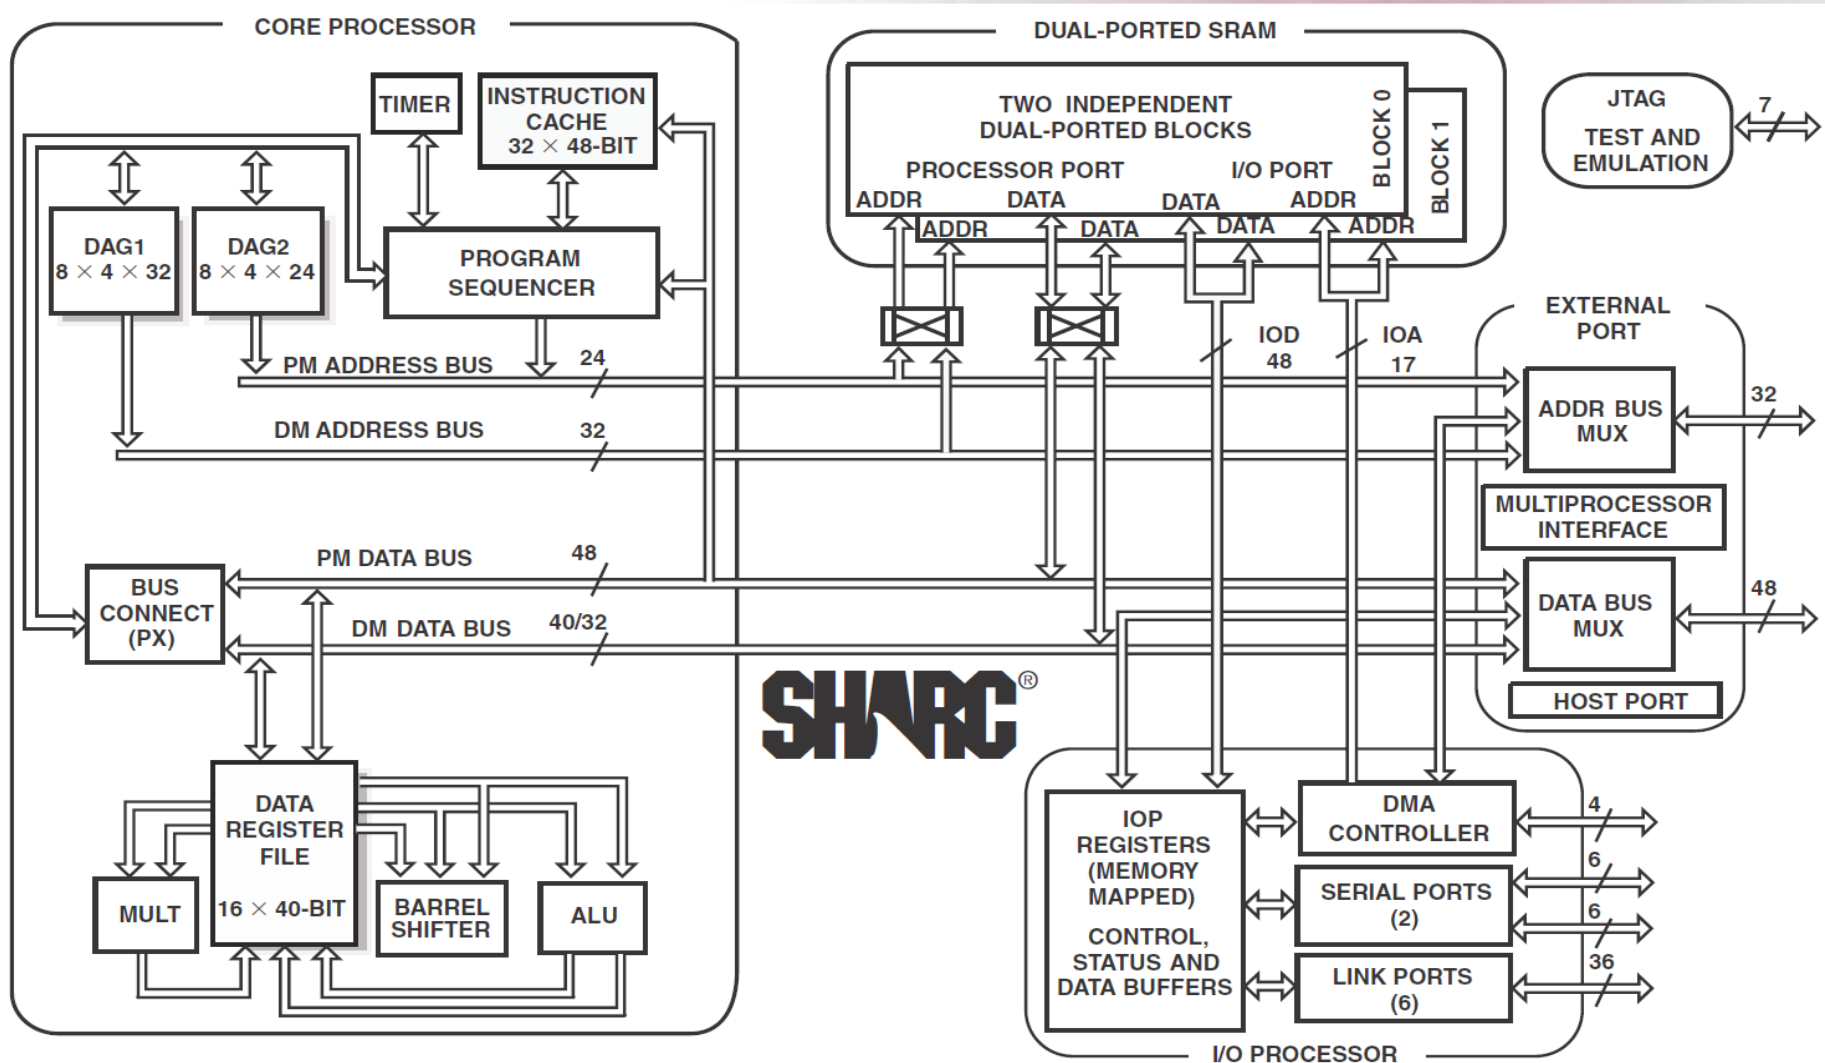 CORE PROCESSOR
TIMER
INSTRUCTION
CACHE
32 × 48-BIT
DAG1
8 × 4 × 32
DAG2
8 × 4 × 24
PROGRAM
SEQUENCER
PM ADDRESS BUS
24
DM ADDRESS BUS
32
PM DATA BUS
48
BUS
CONNECT
(PX)
DM DATA BUS
40/32
DATA
REGISTER
FILE
16 × 40-BIT
MULT
BARREL
SHIFTER
ALU
DUAL-PORTED SRAM
TWO INDEPENDENT
DUAL-PORTED BLOCKS
PROCESSOR PORT
I/O PORT
ADDR
DATA
DATA
ADDR
BLOCK 0
ADDR
DATA
DATA
ADDR
BLOCK 1
JTAG
TEST AND
EMULATION
7
IOD
48
IOA
17
EXTERNAL
PORT
ADDR BUS
MUX
32
MULTIPROCESSOR
INTERFACE
DATA BUS
MUX
48
HOST PORT
SHARC®
IOP
REGISTERS
(MEMORY
MAPPED)
CONTROL,
STATUS AND
DATA BUFFERS
DMA
CONTROLLER
4
SERIAL PORTS
(2)
6
6
LINK PORTS
(6)
36
I/O PROCESSOR